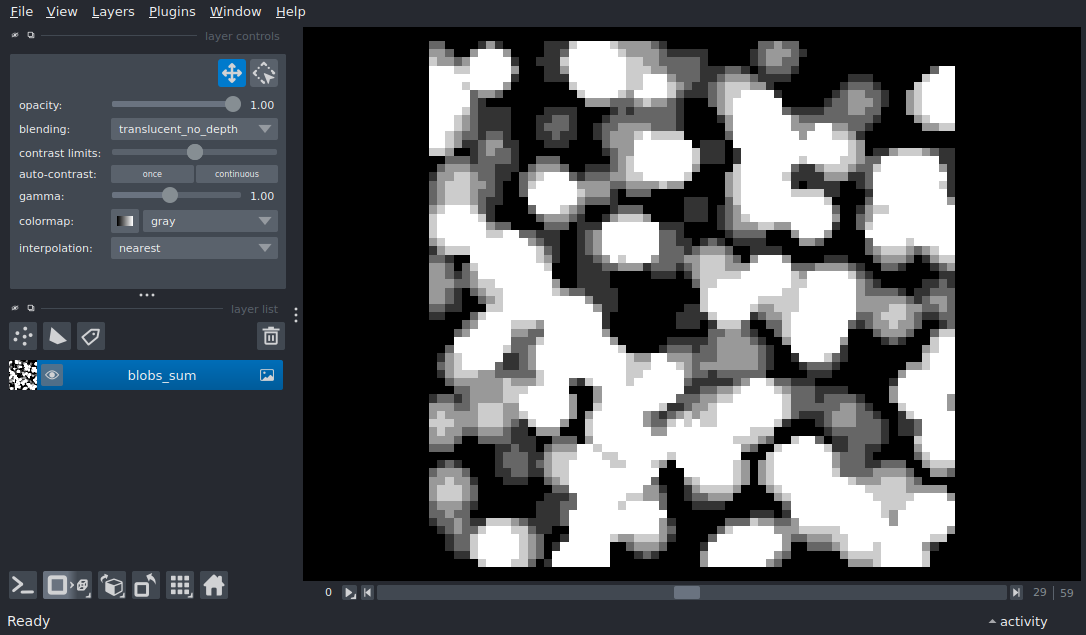 File View Layers Plugins Window Help
layer controls
opacity: 1.00
blending: translucent_no_depth
contrast limits:
auto-contrast: once continuous
gamma: 1.00
colormap: gray
interpolation: nearest
layer list
blobs_sum
0 29 | 59
Ready activity